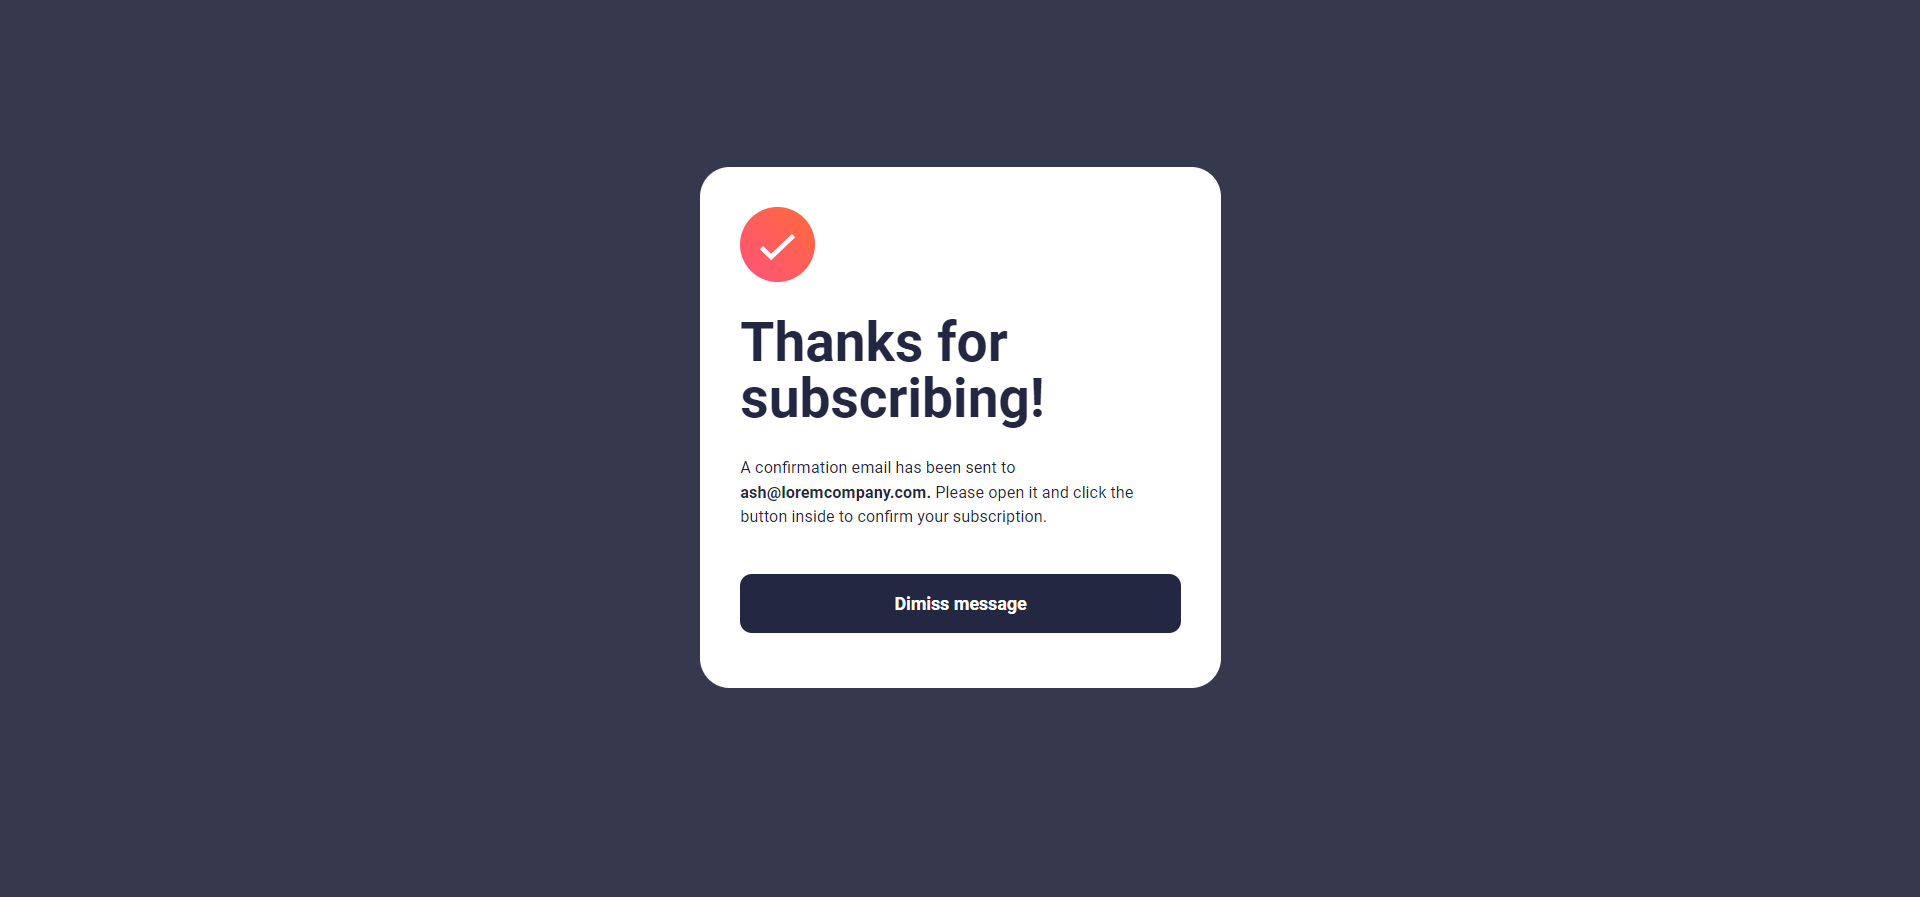 Thanks for
subscribing!
A confirmation email has been sent to
ash@loremcompany.com. Please open it and click the
button inside to confirm your subscription.
Dimiss message